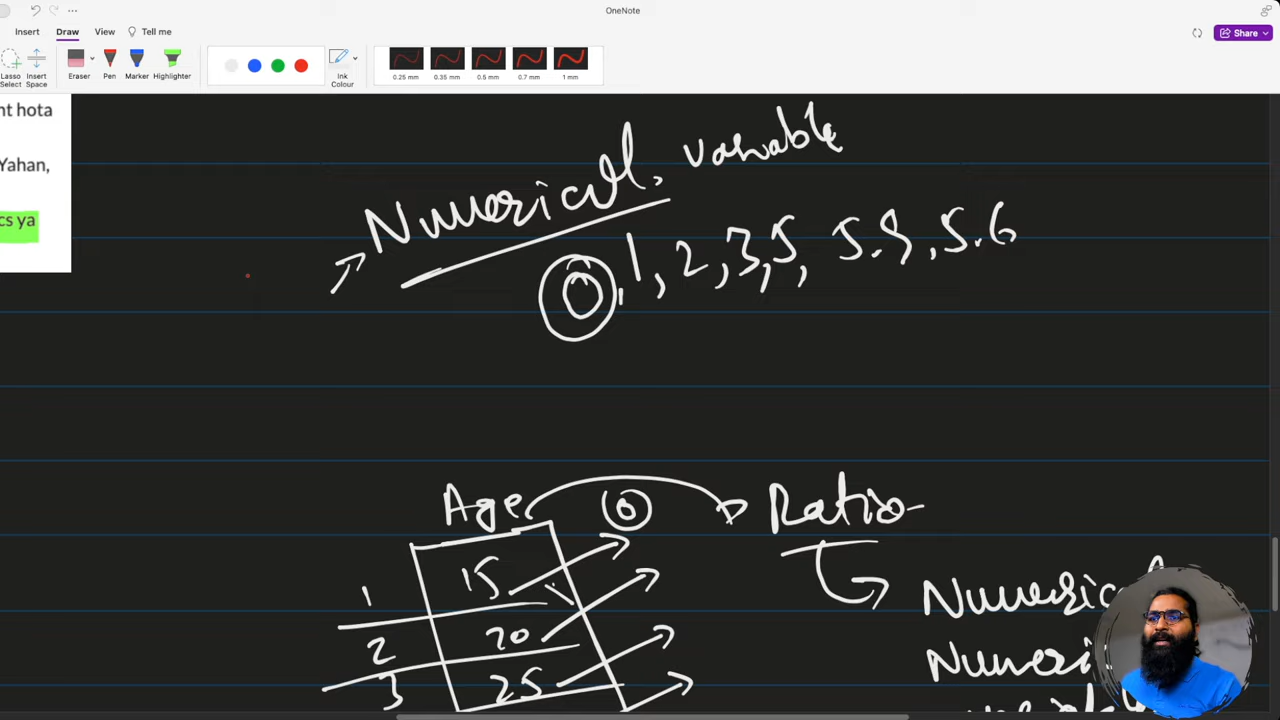 OneNote
Insert Draw View Tell me
Share
Lasso Select Insert Space Eraser Pen Marker Highlighter Ink Colour 0.25 mm 0.35 mm 0.5 mm 0.7 mm 1 mm
nt hota
Yahan,
cs ya
Numerical. variable
0, 1, 2, 3, 5, 5.9, 5.6
Age 0 Ratio
1 15 Numerical
2 20 Numeri
3 25